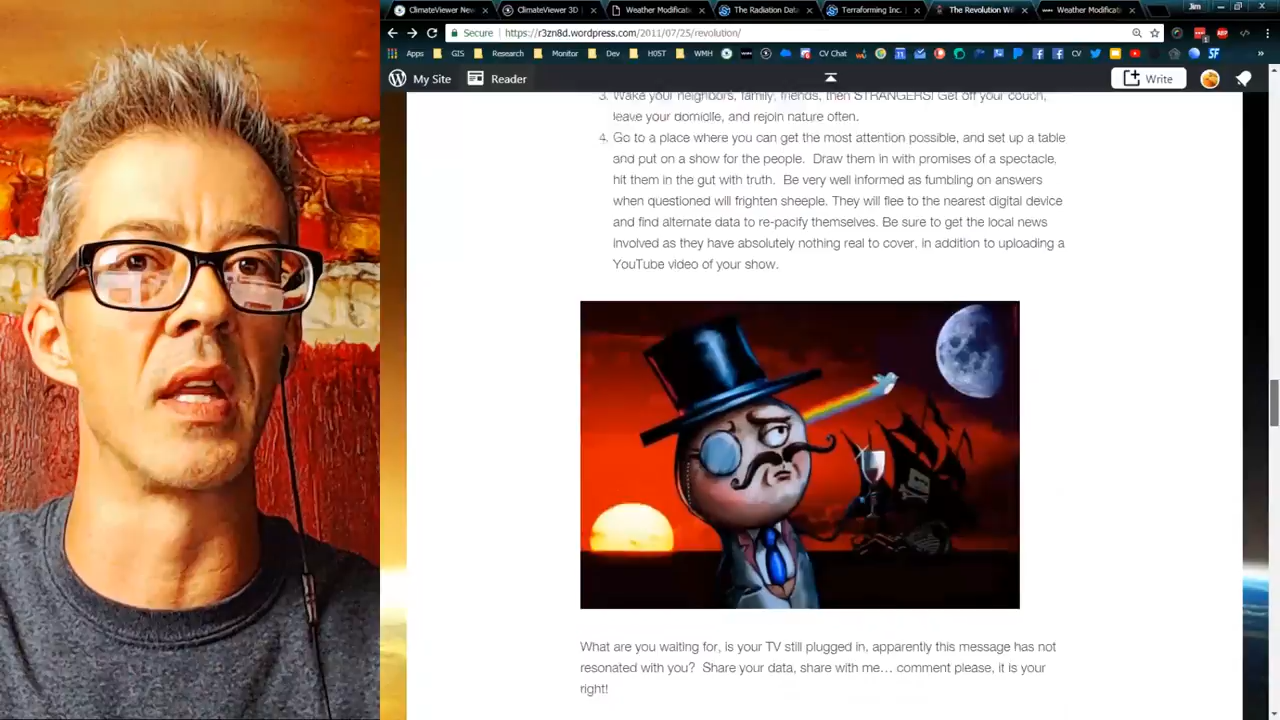 ClimateViewer New
ClimateViewer 3D
Weather Modificati
The Radiation Data
Terraforming Inc.
The Revolution Wi
Weather Modificati
Jim
Secure
https://r3zn8d.wordpress.com/2011/07/25/revolution/
Apps GIS Research Monitor Dev H0ST WMH CV Chat CV SF
My Site Reader Write
3. Wake your neighbors, family, friends, then STRANGERS! Get off your couch,
leave your domicile, and rejoin nature often.
4. Go to a place where you can get the most attention possible, and set up a table
and put on a show for the people. Draw them in with promises of a spectacle,
hit them in the gut with truth. Be very well informed as fumbling on answers
when questioned will frighten sheeple. They will flee to the nearest digital device
and find alternate data to re-pacify themselves. Be sure to get the local news
involved as they have absolutely nothing real to cover, in addition to uploading a
YouTube video of your show.
What are you waiting for, is your TV still plugged in, apparently this message has not
resonated with you? Share your data, share with me… comment please, it is your
right!